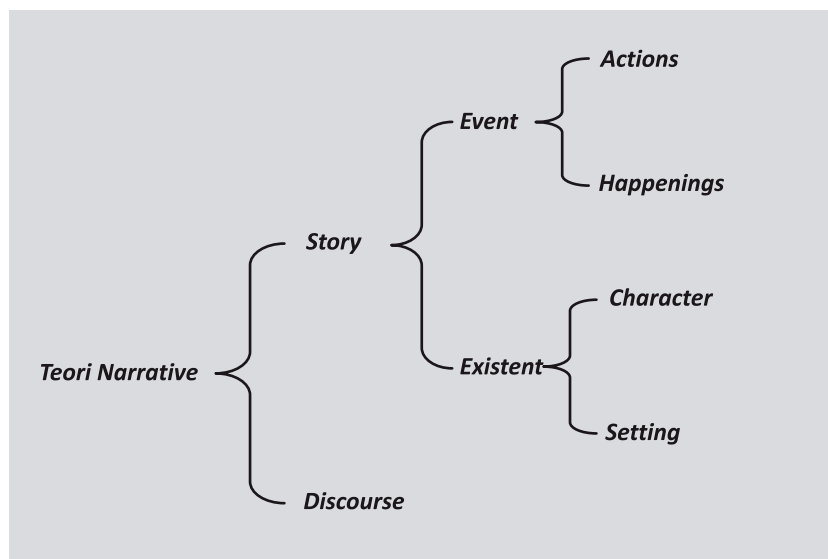 Actions
Event
Happenings
Story
Character
Existent
Teori Narrative
Setting
Discourse